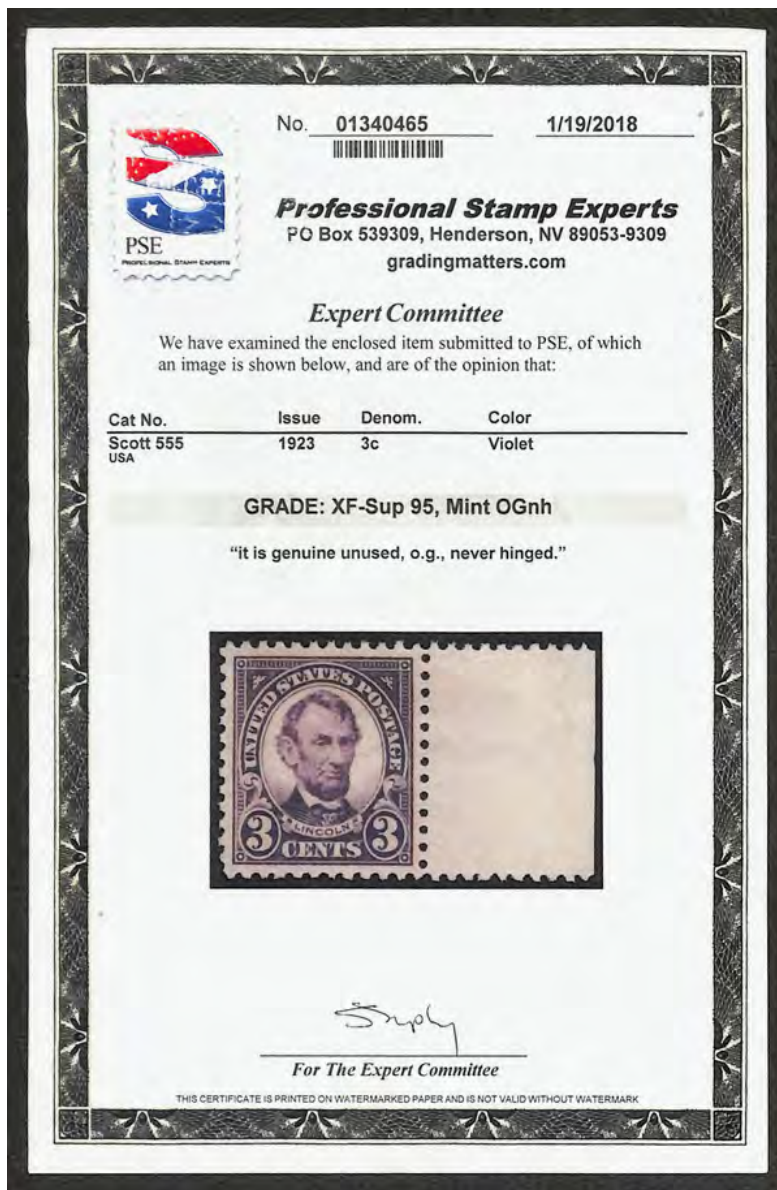 No. 01340465 1/19/2018
PSE
PROFESSIONAL STAMP EXPERTS
Professional Stamp Experts
PO Box 539309, Henderson, NV 89053-9309
gradingmatters.com
Expert Committee
We have examined the enclosed item submitted to PSE, of which
an image is shown below, and are of the opinion that:
Cat No. Issue Denom. Color
Scott 555 1923 3c Violet
USA
GRADE: XF-Sup 95, Mint OGnh
"it is genuine unused, o.g., never hinged."
UNITED STATES POSTAGE
LINCOLN
3 CENTS 3
For The Expert Committee
THIS CERTIFICATE IS PRINTED ON WATERMARKED PAPER AND IS NOT VALID WITHOUT WATERMARK